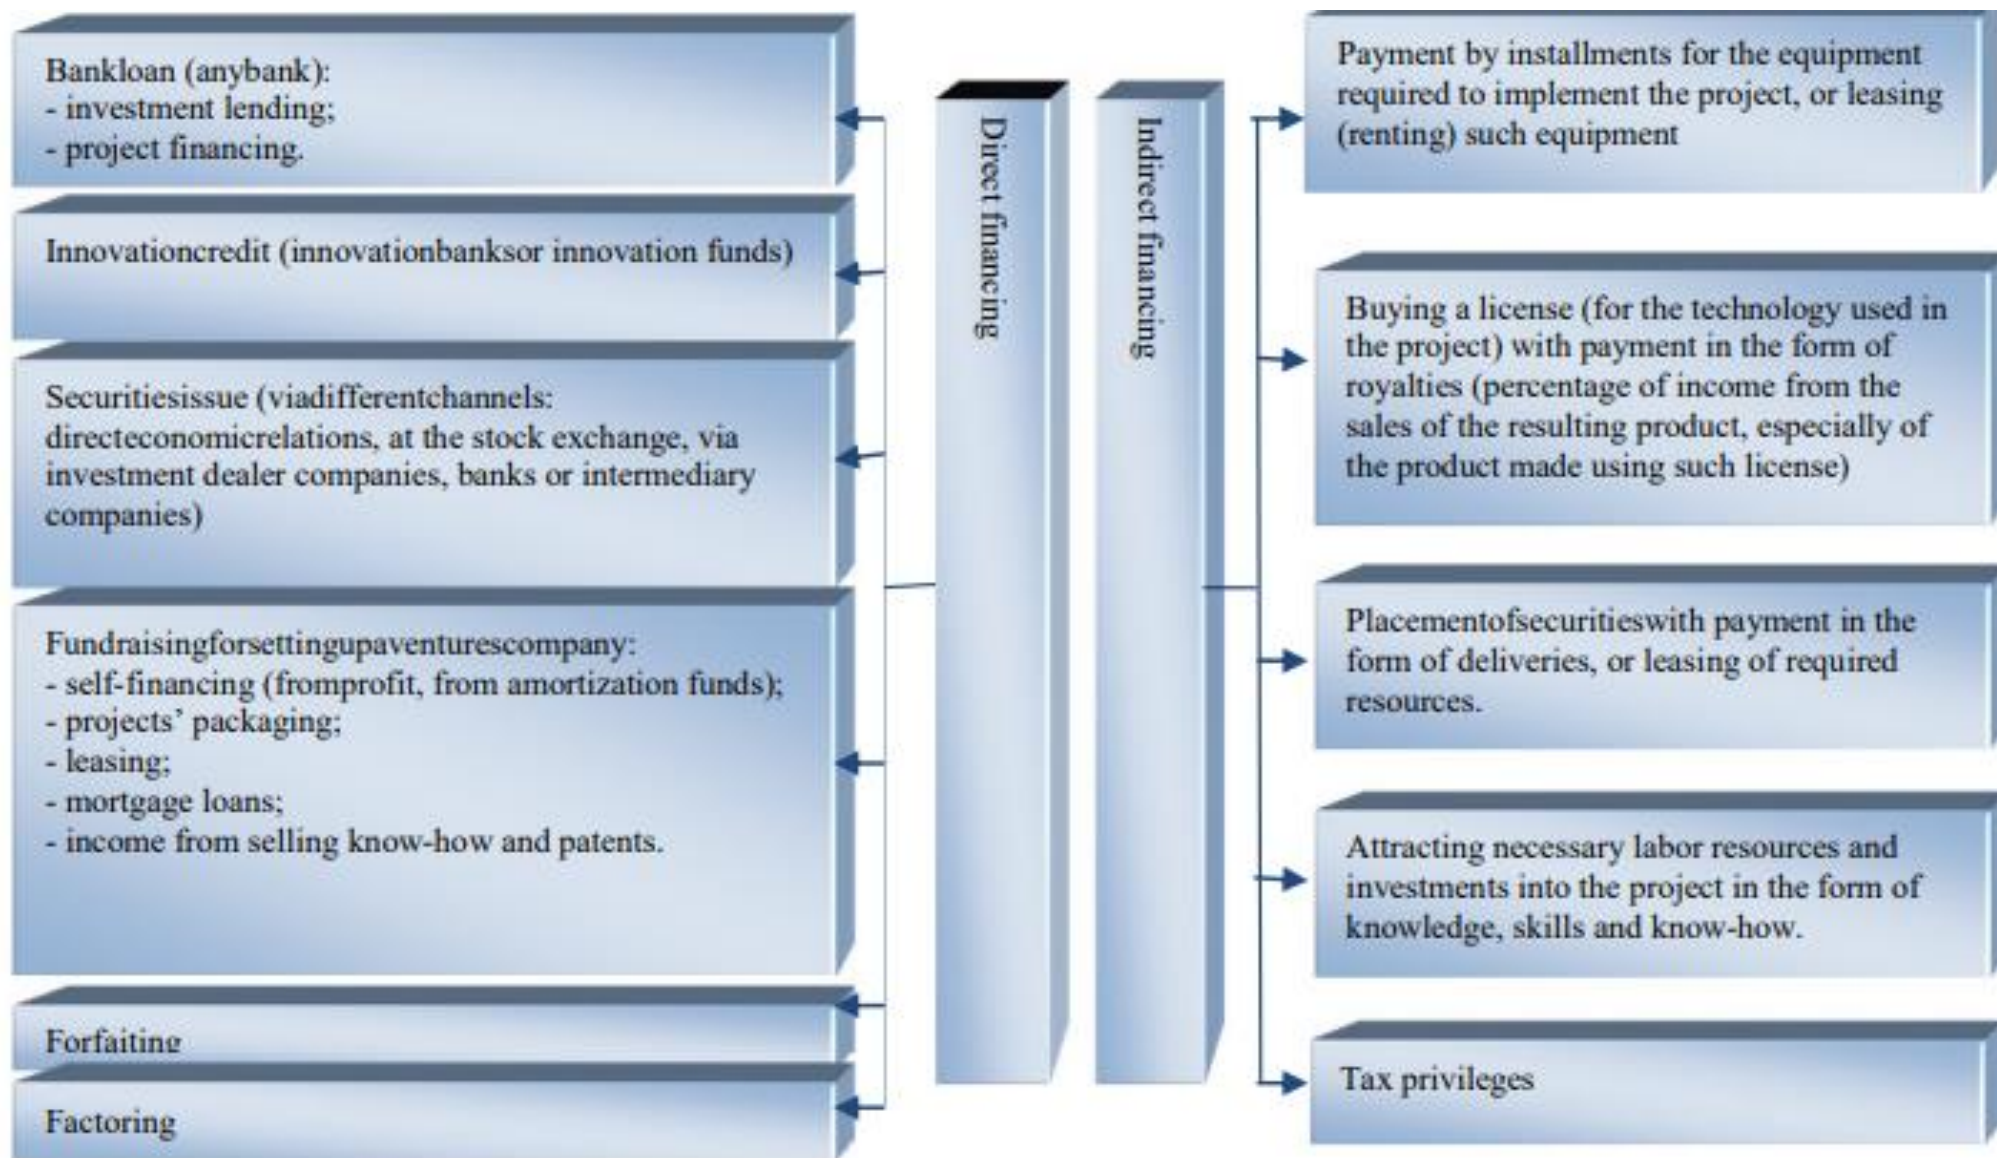 Bankloan (anybank):
- investment lending;
- project financing.
Innovationcredit (innovationbanksor innovation funds)
Securitiesissue (viadifferentchannels:
directeconomicrelations, at the stock exchange, via
investment dealer companies, banks or intermediary
companies)
Fundraisingforsettingupaventurescompany:
- self-financing (fromprofit, from amortization funds);
- projects’ packaging;
- leasing;
- mortgage loans;
- income from selling know-how and patents.
Forfaiting
Factoring
Direct financing
Indirect financing
Payment by installments for the equipment
required to implement the project, or leasing
(renting) such equipment
Buying a license (for the technology used in
the project) with payment in the form of
royalties (percentage of income from the
sales of the resulting product, especially of
the product made using such license)
Placementofsecuritieswith payment in the
form of deliveries, or leasing of required
resources.
Attracting necessary labor resources and
investments into the project in the form of
knowledge, skills and know-how.
Tax privileges